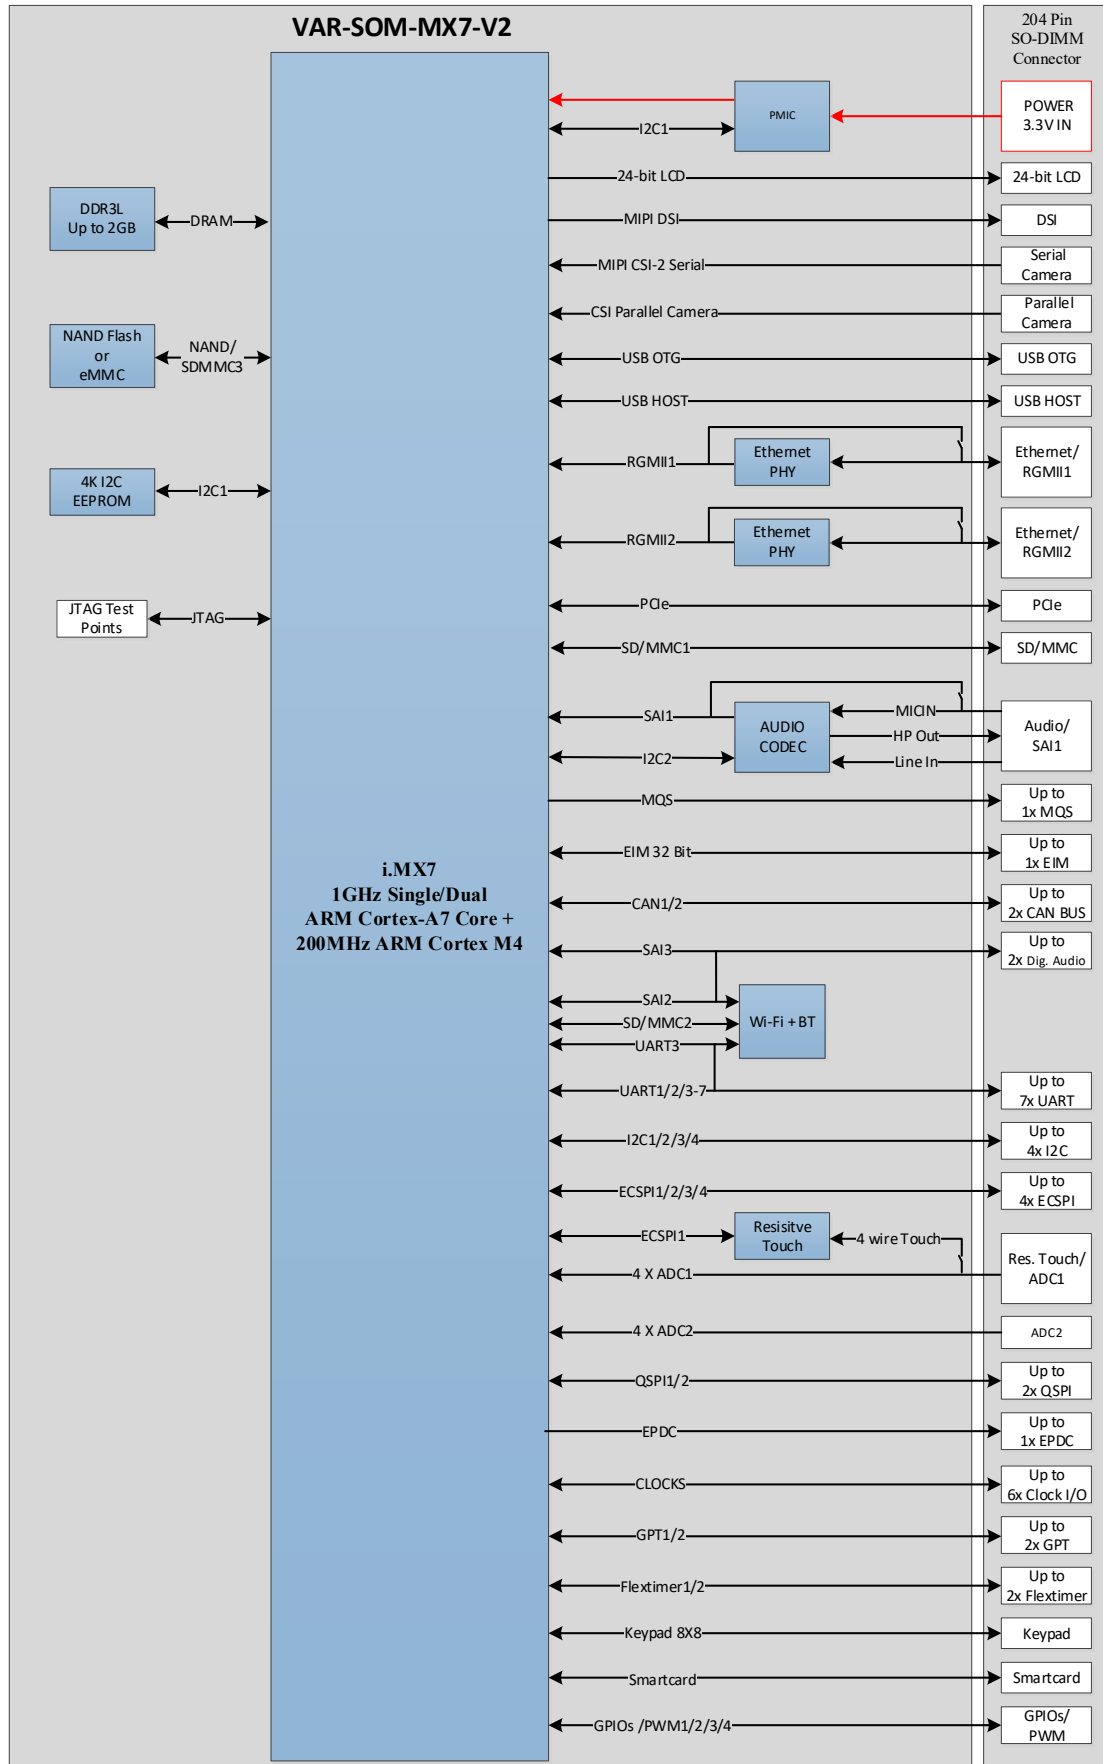 VAR-SOM-MX7-V2
204 Pin
SO-DIMM
Connector
PMIC
POWER
3.3V IN
I2C1
24-bit LCD
24-bit LCD
DDR3L
Up to 2GB
DRAM
MIPI DSI
DSI
MIPI CSI-2 Serial
Serial
Camera
CSI Parallel Camera
Parallel
Camera
NAND Flash
or
eMMC
NAND/
SDMMC3
USB OTG
USB OTG
USB HOST
USB HOST
RGMII1
Ethernet
PHY
Ethernet/
RGMII1
4K I2C
EEPROM
I2C1
RGMII2
Ethernet
PHY
Ethernet/
RGMII2
JTAG Test
Points
JTAG
PCIe
PCIe
SD/MMC1
SD/MMC
SAI1
I2C2
AUDIO
CODEC
MICIN
HP Out
Line In
Audio/
SAI1
MQS
Up to
1x MQS
EIM 32 Bit
Up to
1x EIM
i.MX7
1GHz Single/Dual
ARM Cortex-A7 Core +
200MHz ARM Cortex M4
CAN1/2
Up to
2x CAN BUS
SAI3
Up to
2x Dig. Audio
SAI2
SD/MMC2
UART3
Wi-Fi + BT
UART1/2/3-7
Up to
7x UART
I2C1/2/3/4
Up to
4x I2C
ECSPI1/2/3/4
Up to
4x ECSPI
ECSPI1
Resisitve
Touch
4 wire Touch
4 X ADC1
Res. Touch/
ADC1
4 X ADC2
ADC2
QSPI1/2
Up to
2x QSPI
EPDC
Up to
1x EPDC
CLOCKS
Up to
6x Clock I/O
GPT1/2
Up to
2x GPT
Flextimer1/2
Up to
2x Flextimer
Keypad 8X8
Keypad
Smartcard
Smartcard
GPIOs /PWM1/2/3/4
GPIOs/
PWM